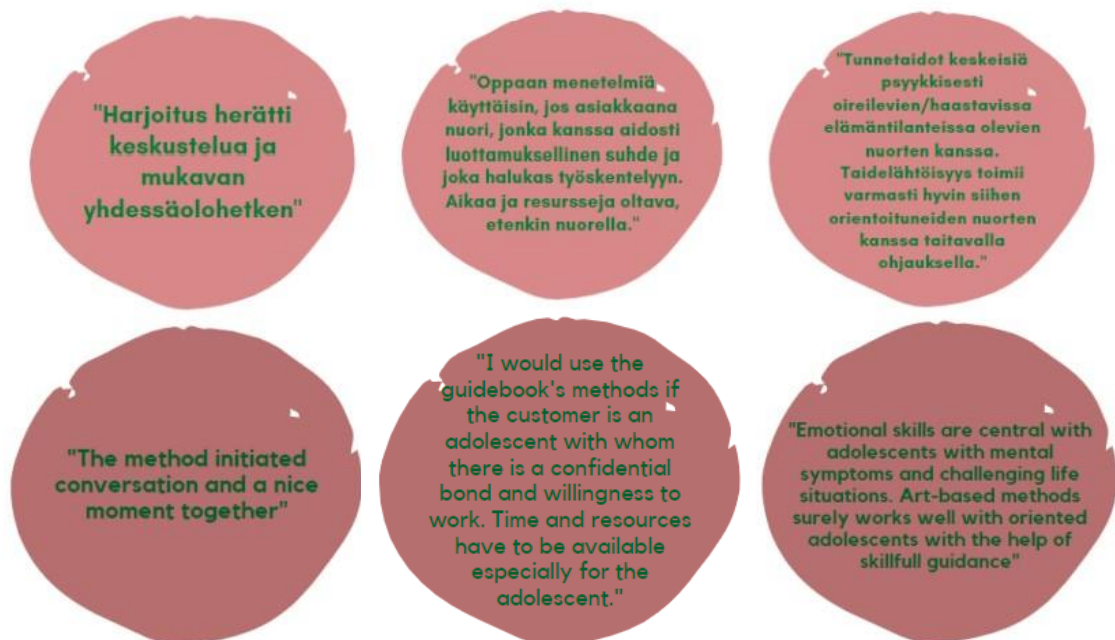 "Harjoitus herätti
keskustelua ja
mukavan
yhdessäolohetken"
"Oppaan menetelmiä
käyttäisin, jos asiakkaana
nuori, jonka kanssa aidosti
luottamuksellinen suhde ja
joka halukas työskentelyyn.
Aikaa ja resursseja oltava,
etenkin nuorella."
"Tunnetaidot keskeisiä
psyykkisesti
oireilevien/haastavissa
elämäntilanteissa olevien
nuorten kanssa.
Taidelähtöisyys toimii
varmasti hyvin siihen
orientoituneiden nuorten
kanssa taitavalla
ohjauksella."
"The method initiated
conversation and a nice
moment together"
"I would use the
guidebook's methods if
the customer is an
adolescent with whom
there is a confidential
bond and willingness to
work. Time and resources
have to be available
especially for the
adolescent."
"Emotional skills are central with
adolescents with mental
symptoms and challenging life
situations. Art-based methods
surely works well with oriented
adolescents with the help of
skillfull guidance"